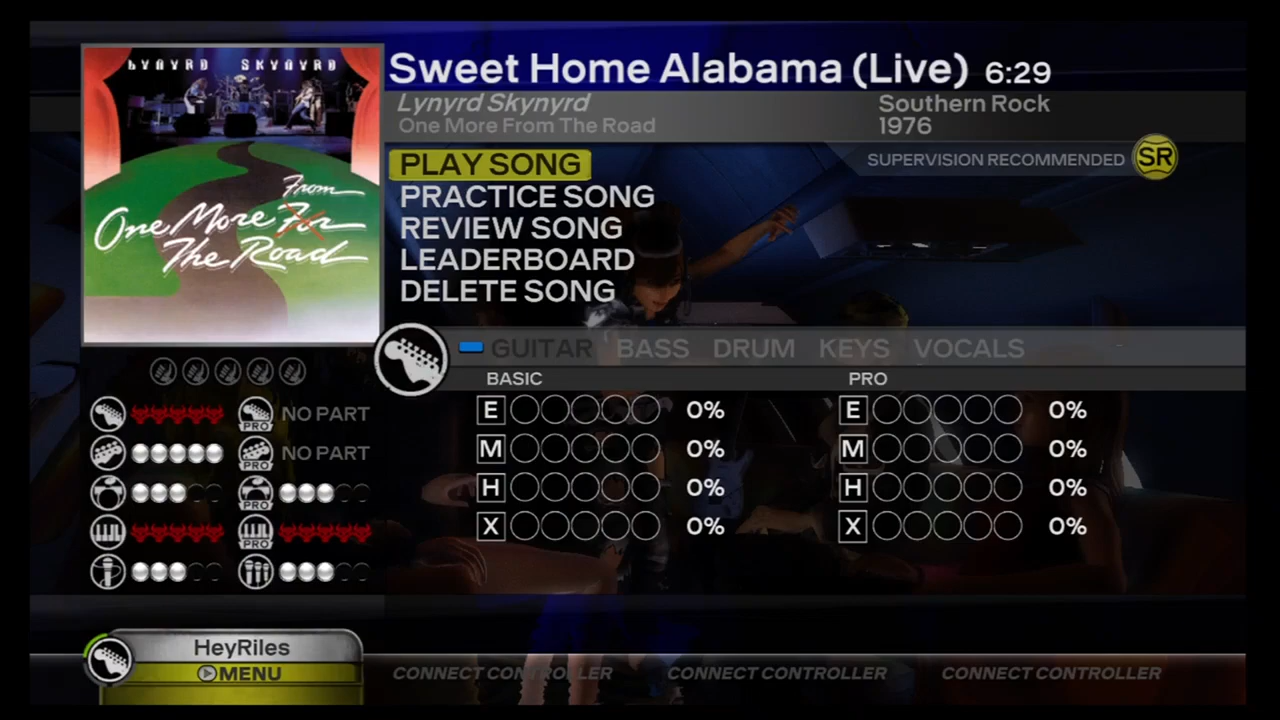 LYNYRD SKYNYRD
From
One More For
The Road
Sweet Home Alabama (Live) 6:29
Lynyrd Skynyrd
Southern Rock
One More From The Road
1976
SUPERVISION RECOMMENDED SR
PLAY SONG
PRACTICE SONG
REVIEW SONG
LEADERBOARD
DELETE SONG
GUITAR BASS DRUM KEYS VOCALS
BASIC PRO
E 0% E 0%
M 0% M 0%
H 0% H 0%
X 0% X 0%
PRO NO PART
PRO NO PART
PRO
PRO
HeyRiles
MENU
CONNECT CONTROLLER CONNECT CONTROLLER CONNECT CONTROLLER